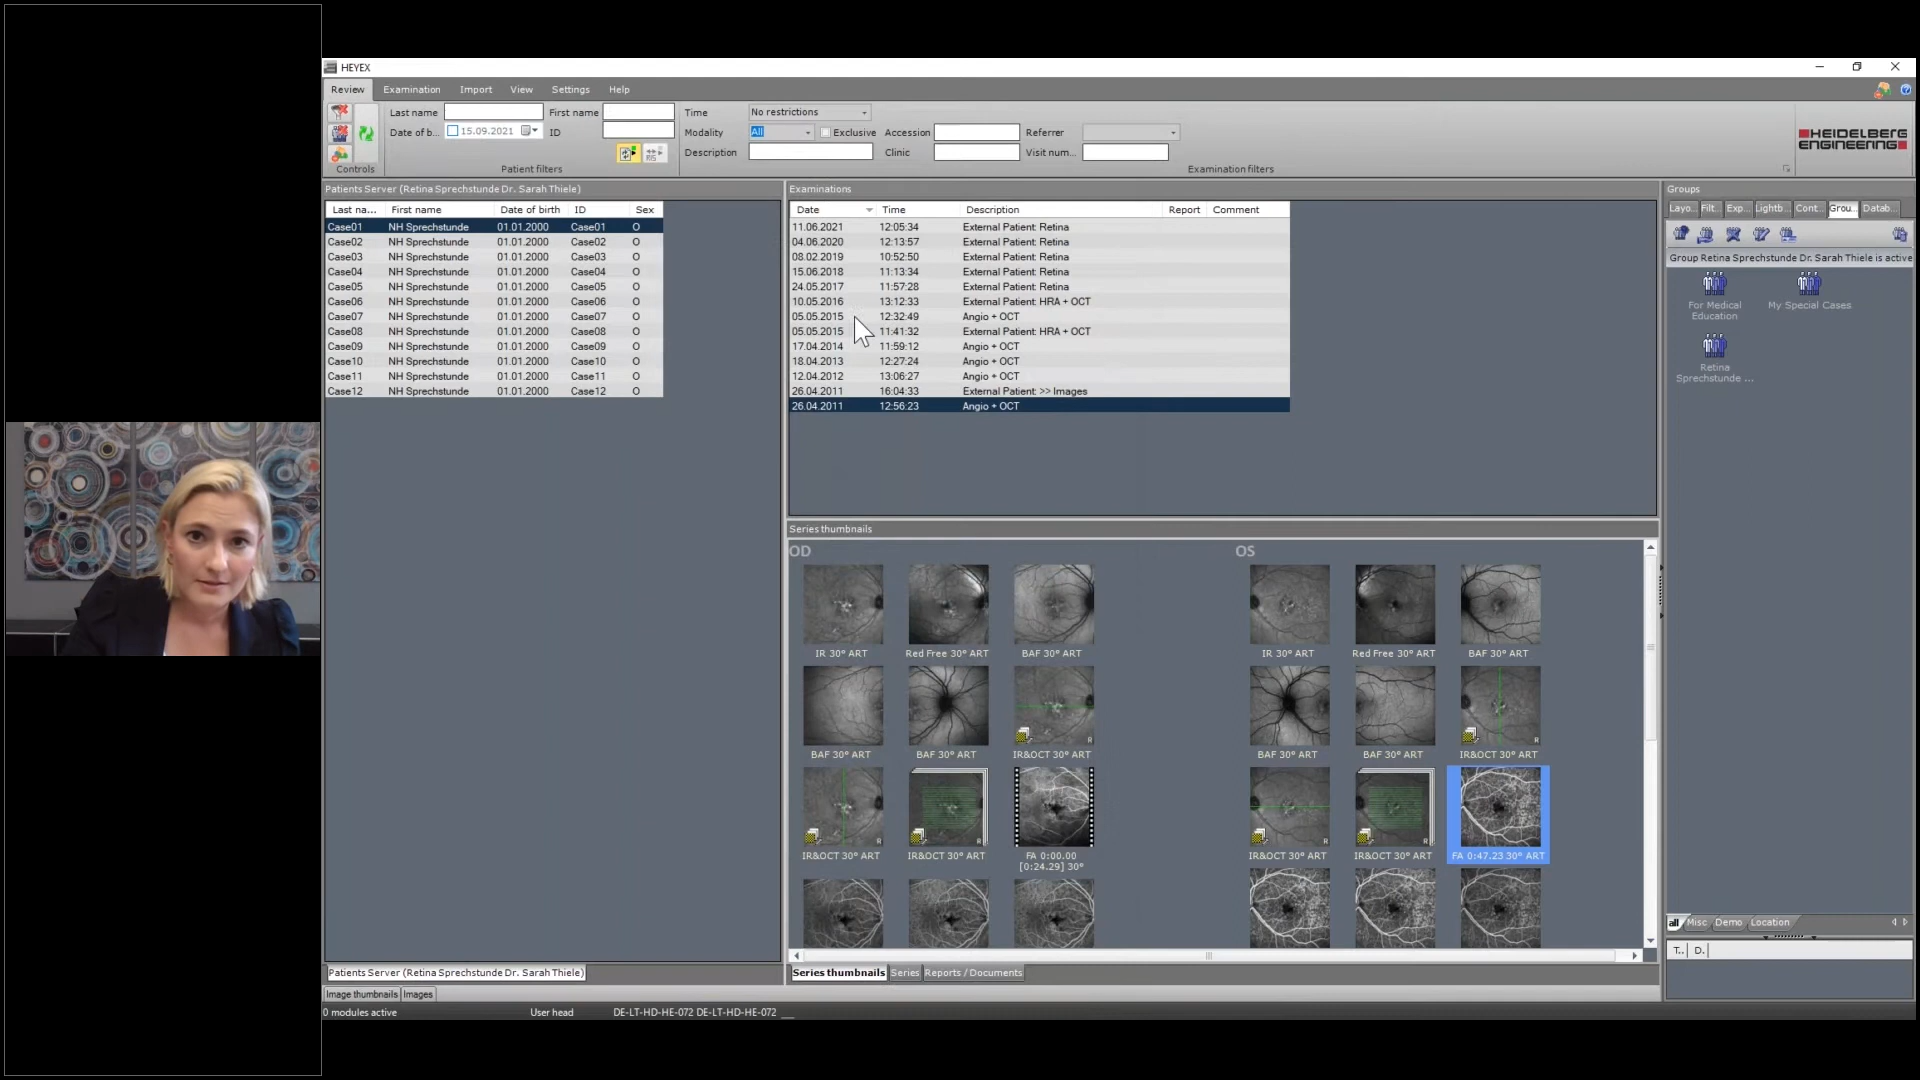 HEYEX
Review Examination Import View Settings Help
Last name First name Time No restrictions
Date of b... 15.09.2021 ID Modality All Exclusive Accession Referrer
Description Clinic Visit num...
Controls Patient filters Examination filters
HEIDELBERG
ENGINEERING
Patients Server (Retina Sprechstunde Dr. Sarah Thiele)
Last na... First name Date of birth ID Sex
Case01 NH Sprechstunde 01.01.2000 Case01 O
Case02 NH Sprechstunde 01.01.2000 Case02 O
Case03 NH Sprechstunde 01.01.2000 Case03 O
Case04 NH Sprechstunde 01.01.2000 Case04 O
Case05 NH Sprechstunde 01.01.2000 Case05 O
Case06 NH Sprechstunde 01.01.2000 Case06 O
Case07 NH Sprechstunde 01.01.2000 Case07 O
Case08 NH Sprechstunde 01.01.2000 Case08 O
Case09 NH Sprechstunde 01.01.2000 Case09 O
Case10 NH Sprechstunde 01.01.2000 Case10 O
Case11 NH Sprechstunde 01.01.2000 Case11 O
Case12 NH Sprechstunde 01.01.2000 Case12 O
Examinations
Date Time Description Report Comment
11.06.2021 12:05:34 External Patient: Retina
04.06.2020 12:13:57 External Patient: Retina
08.02.2019 10:52:50 External Patient: Retina
15.06.2018 11:13:34 External Patient: Retina
24.05.2017 11:57:28 External Patient: Retina
10.05.2016 13:12:33 External Patient: HRA + OCT
05.05.2015 12:32:49 Angio + OCT
05.05.2015 11:41:32 External Patient: HRA + OCT
17.04.2014 11:59:12 Angio + OCT
18.04.2013 12:27:24 Angio + OCT
12.04.2012 13:06:27 Angio + OCT
26.04.2011 16:04:33 External Patient: >> Images
26.04.2011 12:56:23 Angio + OCT
Series thumbnails
OD OS
IR 30° ART Red Free 30° ART BAF 30° ART IR 30° ART Red Free 30° ART BAF 30° ART
BAF 30° ART BAF 30° ART IR&OCT 30° ART BAF 30° ART BAF 30° ART IR&OCT 30° ART
IR&OCT 30° ART IR&OCT 30° ART FA 0:00.00 IR&OCT 30° ART IR&OCT 30° ART FA 0:47.23 30° ART
[0:24.29] 30°
Groups
Layo... Filt... Exp... Lightb... Cont... Grou... Datab...
Group Retina Sprechstunde Dr. Sarah Thiele is active
For Medical
Education
My Special Cases
Retina
Sprechstunde ...
all Misc Demo Location
T.. D.
Patients Server (Retina Sprechstunde Dr. Sarah Thiele)
Series thumbnails Series Reports / Documents
Image thumbnails Images
0 modules active User head DE-LT-HD-HE-072 DE-LT-HD-HE-072